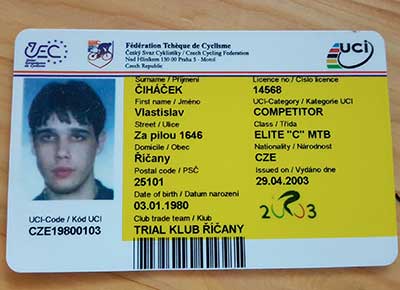 UEC
Fédération Tchèque de Cyclisme
Český Svaz Cyklistiky / Czech Cycling Federation
Nad Hliníkem 150 00 Praha 5 - Motol
Czech Republic
UCI
Surname / Příjmení
ČIHÁČEK
First name / Jméno
Vlastislav
Street / Ulice
Za pilou 1646
Domicile / Obec
Říčany
Postal code / PSČ
25101
Date of birth / Datum narození
03.01.1980
Club trade team / Klub
TRIAL KLUB ŘÍČANY
Licence no / Číslo licence
14568
UCI-Category / Kategorie UCI
COMPETITOR
Class / Třída
ELITE "C" MTB
Nationality / Národnost
CZE
Issued on / Vydáno dne
29.04.2003
2003
UCI-Code / Kód UCI
CZE19800103